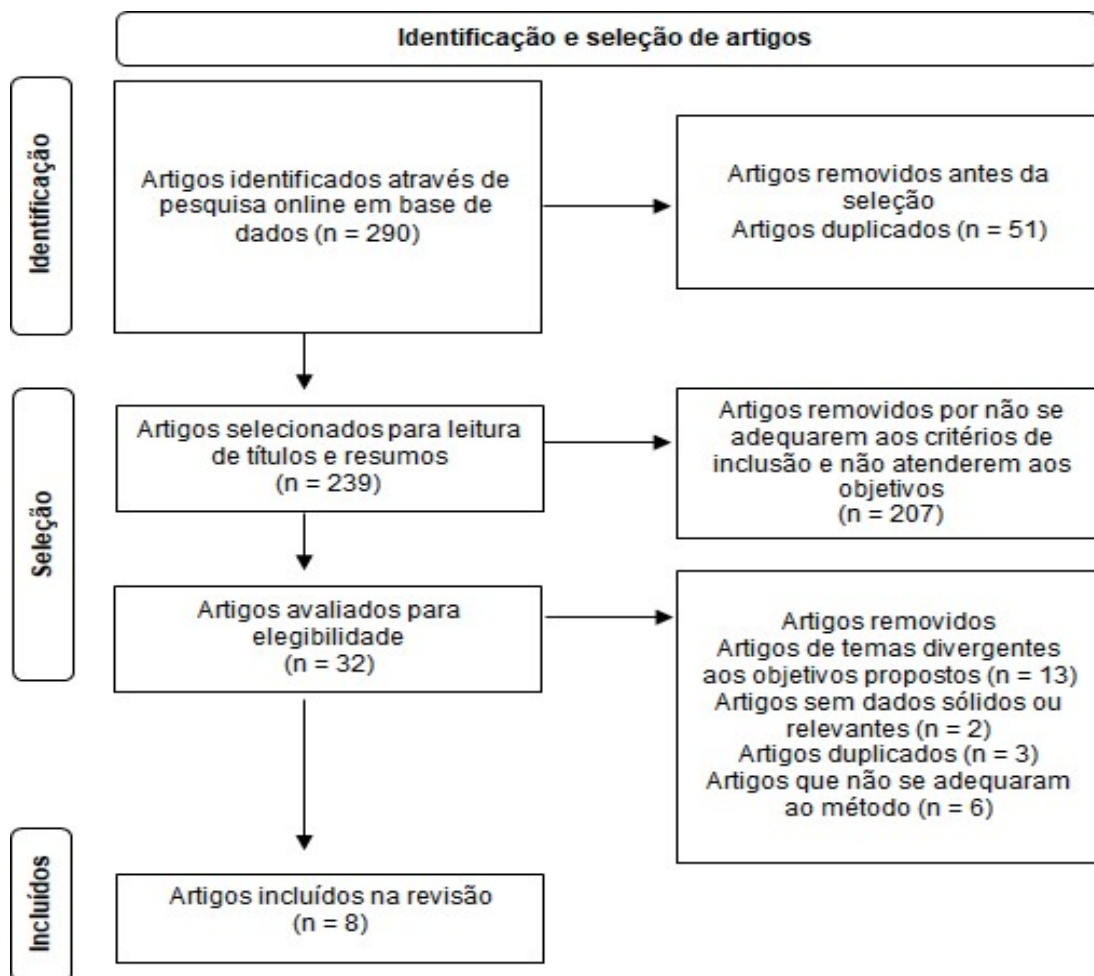 Identificação e seleção de artigos
Identificação
Artigos identificados através de
pesquisa online em base de
dados (n = 290)
Artigos removidos antes da
seleção
Artigos duplicados (n = 51)
Seleção
Artigos selecionados para leitura
de títulos e resumos
(n = 239)
Artigos removidos por não se
adequarem aos critérios de
inclusão e não atenderem aos
objetivos
(n = 207)
Artigos avaliados para
elegibilidade
(n = 32)
Artigos removidos
Artigos de temas divergentes
aos objetivos propostos (n = 13)
Artigos sem dados sólidos ou
relevantes (n = 2)
Artigos duplicados (n = 3)
Artigos que não se adequaram
ao método (n = 6)
Incluídos
Artigos incluídos na revisão
(n = 8)